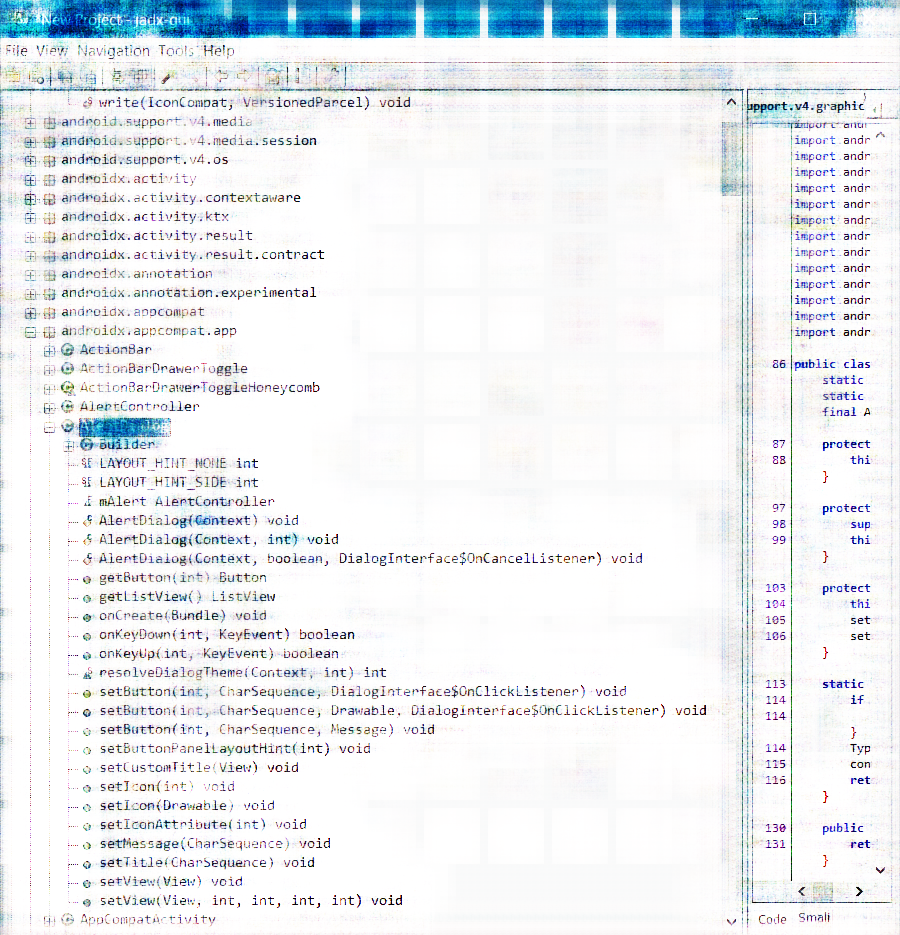 *New Project - jadx-gui
File View Navigation Tools Help
write(IconCompat, VersionedParcel) void
android.support.v4.media
android.support.v4.media.session
android.support.v4.os
androidx.activity
androidx.activity.contextaware
androidx.activity.ktx
androidx.activity.result
androidx.activity.result.contract
androidx.annotation
androidx.annotation.experimental
androidx.appcompat
androidx.appcompat.app
ActionBar
ActionBarDrawerToggle
ActionBarDrawerToggleHoneycomb
AlertController
AlertDialog
Builder
LAYOUT_HINT_NONE int
LAYOUT_HINT_SIDE int
mAlert AlertController
AlertDialog(Context) void
AlertDialog(Context, int) void
AlertDialog(Context, boolean, DialogInterface$OnCancelListener) void
getButton(int) Button
getListView() ListView
onCreate(Bundle) void
onKeyDown(int, KeyEvent) boolean
onKeyUp(int, KeyEvent) boolean
resolveDialogTheme(Context, int) int
setButton(int, CharSequence, DialogInterface$OnClickListener) void
setButton(int, CharSequence, Drawable, DialogInterface$OnClickListener) void
setButton(int, CharSequence, Message) void
setButtonPanelLayoutHint(int) void
setCustomTitle(View) void
setIcon(int) void
setIcon(Drawable) void
setIconAttribute(int) void
setMessage(CharSequence) void
setTitle(CharSequence) void
setView(View) void
setView(View, int, int, int, int) void
AppCompatActivity
upport.v4.graphic
import andr
import andr
import andr
import andr
import andr
import andr
import andr
import andr
import andr
import andr
import andr
import andr
import andr
import andr
86 public clas
static
static
final A
87 protect
88 thi
}
97 protect
98 sup
99 thi
}
103 protect
104 thi
105 set
106 set
}
113 static
114 if
114
}
114 Typ
115 con
116 ret
}
130 public
131 ret
}
Code Smali